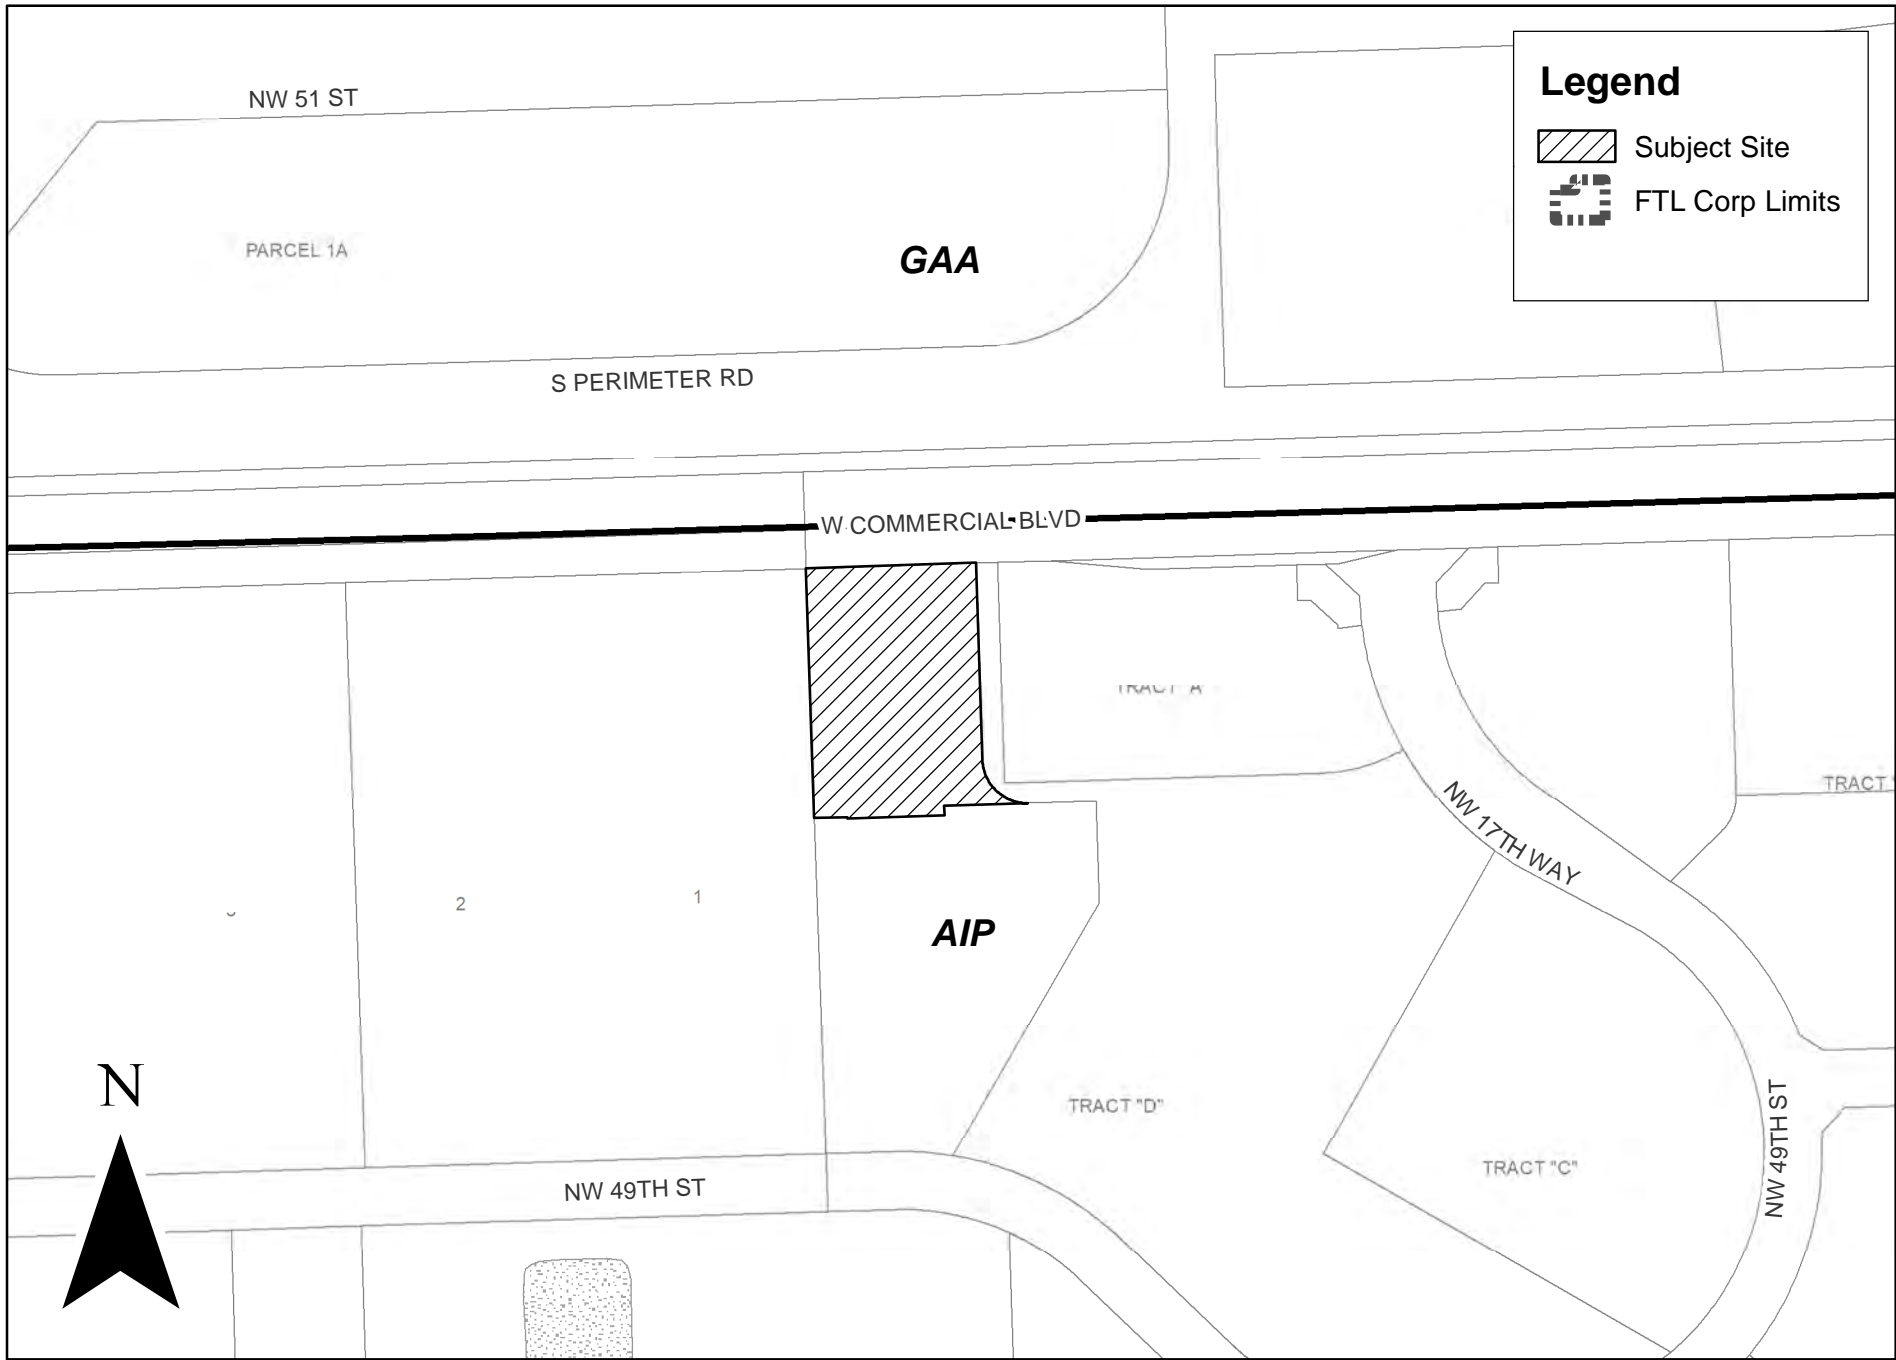 NW 51 ST
Legend
Subject Site
FTL Corp Limits
PARCEL 1A
GAA
S PERIMETER RD
W COMMERCIAL BLVD
TRACT "A"
TRACT
NW 17TH WAY
2
1
AIP
N
TRACT "D"
TRACT "C"
NW 49TH ST
NW 49TH ST